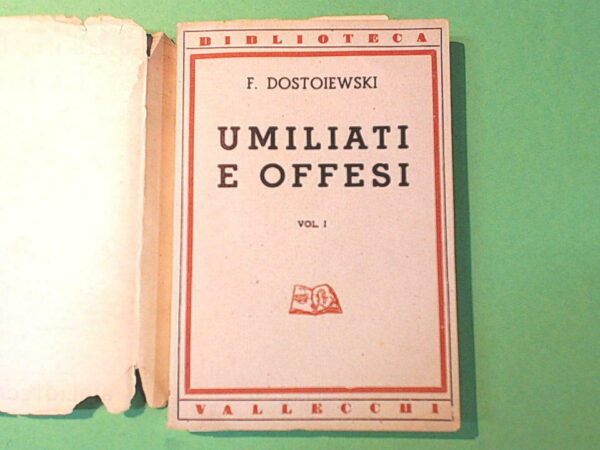 BIBLIOTECA
F. DOSTOIEWSKI
UMILIATI
E OFFESI
VOL. I
VALLECCHI